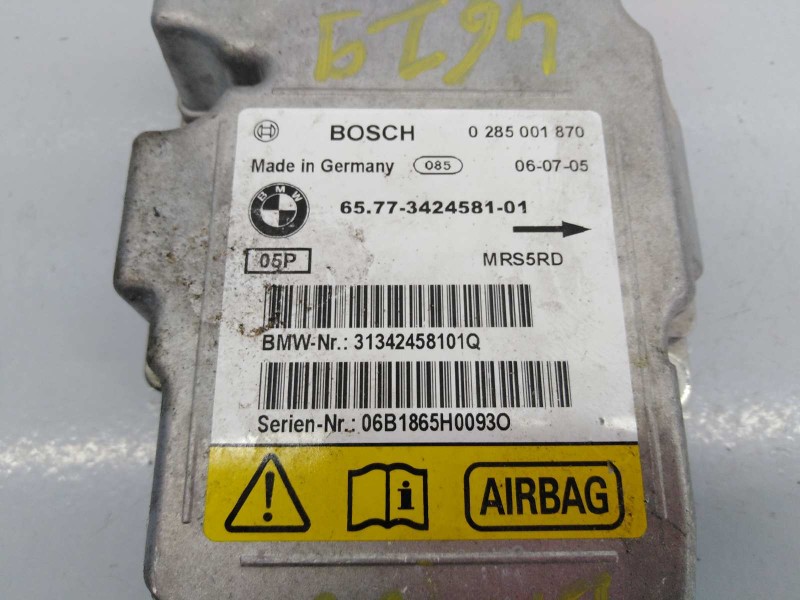 BOSCH 0 285 001 870
Made in Germany 085 06-07-05
BMW 65.77-3424581-01
05P MRS5RD
BMW-Nr.: 31342458101Q
Serien-Nr.: 06B1865H0093O
i AIRBAG